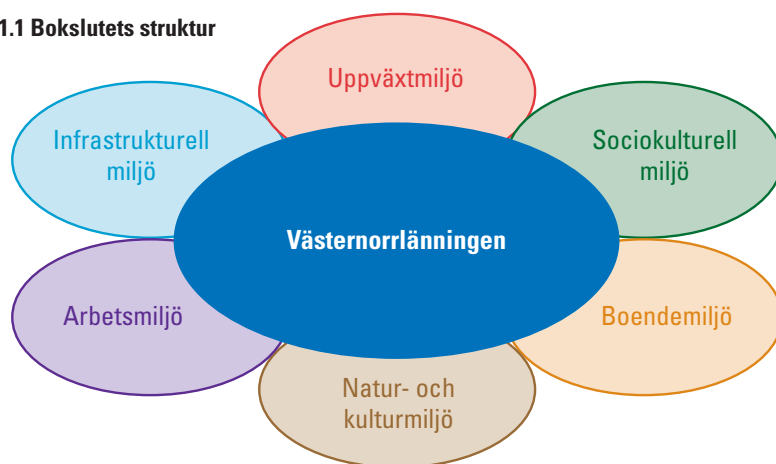 1.1 Bokslutets struktur
Uppväxtmiljö
Infrastrukturell
miljö
Sociokulturell
miljö
Västernorrlänningen
Arbetsmiljö
Boendemiljö
Natur- och
kulturmiljö